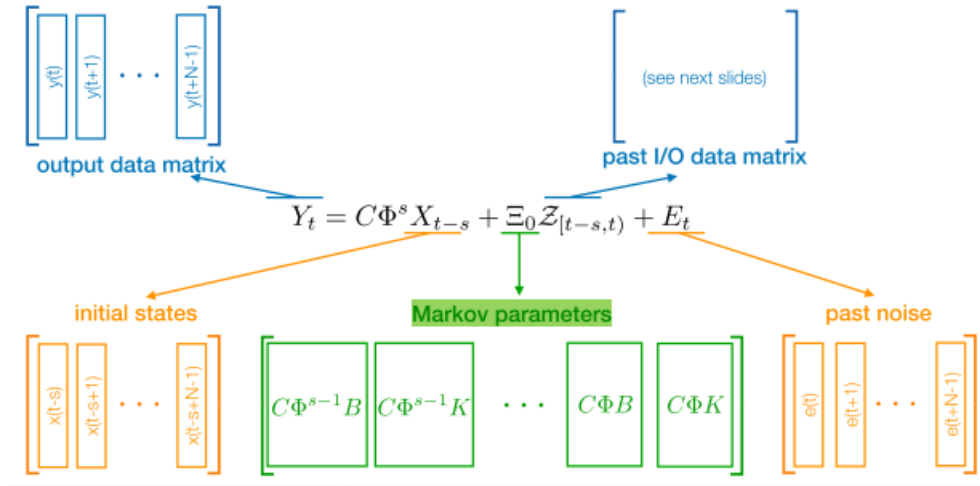 y(t) y(t+1) · · · y(t+N-1)
(see next slides)
output data matrix
past I/O data matrix
Y_t = CΦ^s X_{t−s} + Ξ_0 𝒵_{[t−s,t)} + E_t
initial states
Markov parameters
past noise
x(t-s) x(t-s+1) · · · x(t-s+N-1)
CΦ^{s−1}B CΦ^{s−1}K · · · CΦB CΦK
e(t) e(t+1) · · · e(t+N-1)